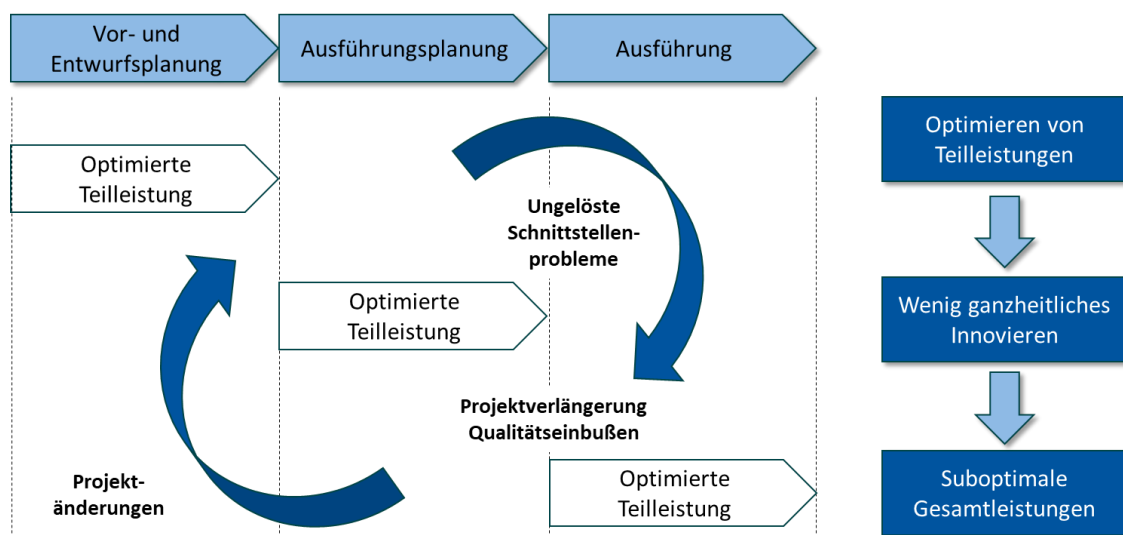 Vor- und
Entwurfsplanung
Ausführungsplanung
Ausführung
Optimierte
Teilleistung
Ungelöste
Schnittstellen-
probleme
Optimierte
Teilleistung
Projektverlängerung
Qualitätseinbußen
Projekt-
änderungen
Optimierte
Teilleistung
Optimieren von
Teilleistungen
Wenig ganzheitliches
Innovieren
Suboptimale
Gesamtleistungen